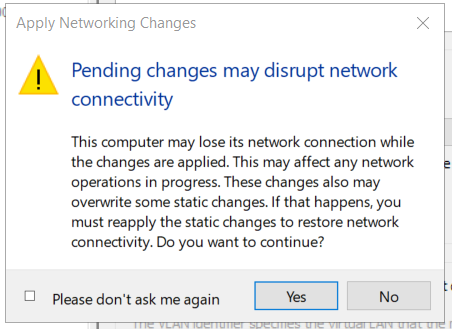 Apply Networking Changes
Pending changes may disrupt network
connectivity
This computer may lose its network connection while
the changes are applied. This may affect any network
operations in progress. These changes also may
overwrite some static changes. If that happens, you
must reapply the static changes to restore network
connectivity. Do you want to continue?
Please don't ask me again
Yes
No
The VLAN identifier specifies the virtual LAN that the